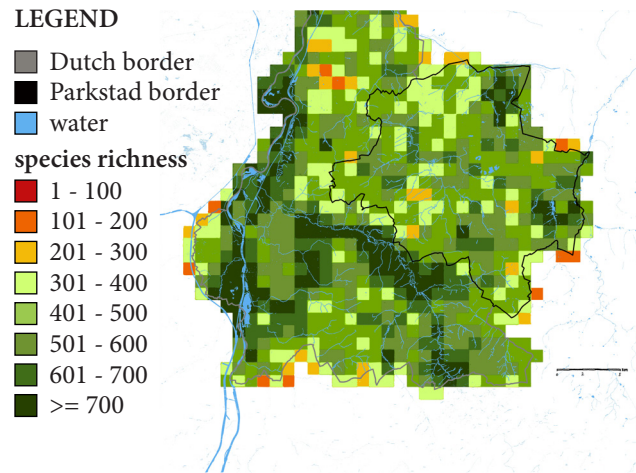 LEGEND
Dutch border
Parkstad border
water
species richness
1 - 100
101 - 200
201 - 300
301 - 400
401 - 500
501 - 600
601 - 700
>= 700